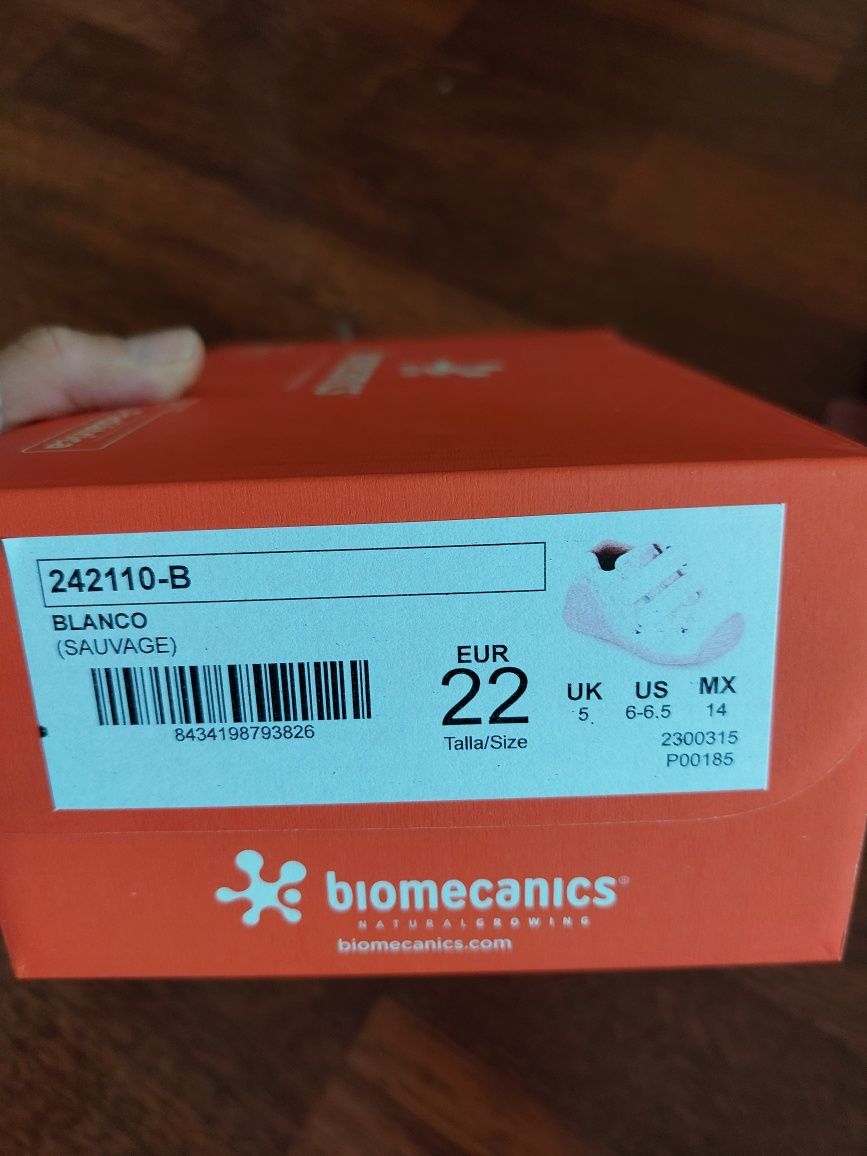 242110-B
BLANCO
(SAUVAGE)
8434198793826
EUR
22
Talla/Size
UK US MX
5 6-6.5 14
2300315
P00185
biomecanics®
NATURALGROWING
biomecanics.com